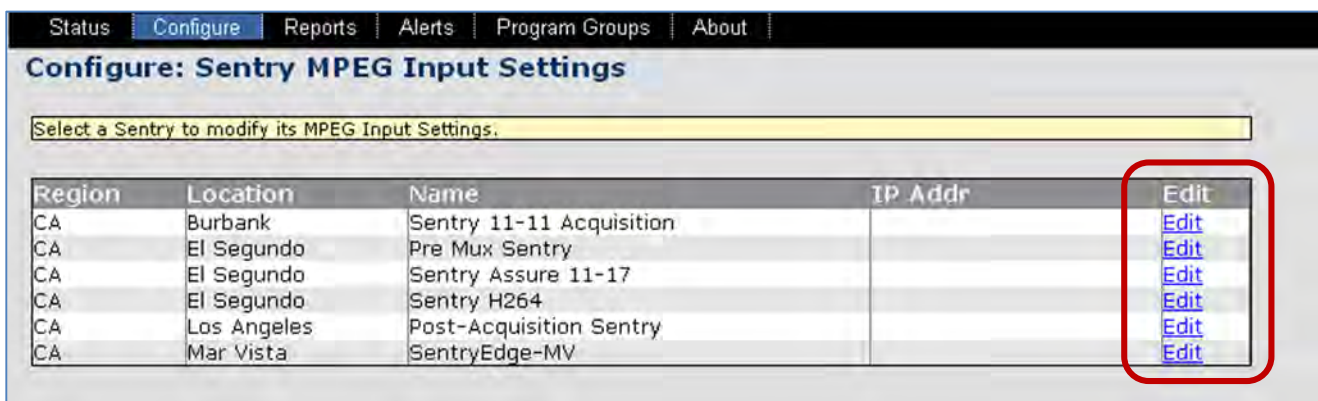 Status Configure Reports Alerts Program Groups About
Configure: Sentry MPEG Input Settings
Select a Sentry to modify its MPEG Input Settings.
Region Location Name IP Addr Edit
CA Burbank Sentry 11-11 Acquisition Edit
CA El Segundo Pre Mux Sentry Edit
CA El Segundo Sentry Assure 11-17 Edit
CA El Segundo Sentry H264 Edit
CA Los Angeles Post-Acquisition Sentry Edit
CA Mar Vista SentryEdge-MV Edit